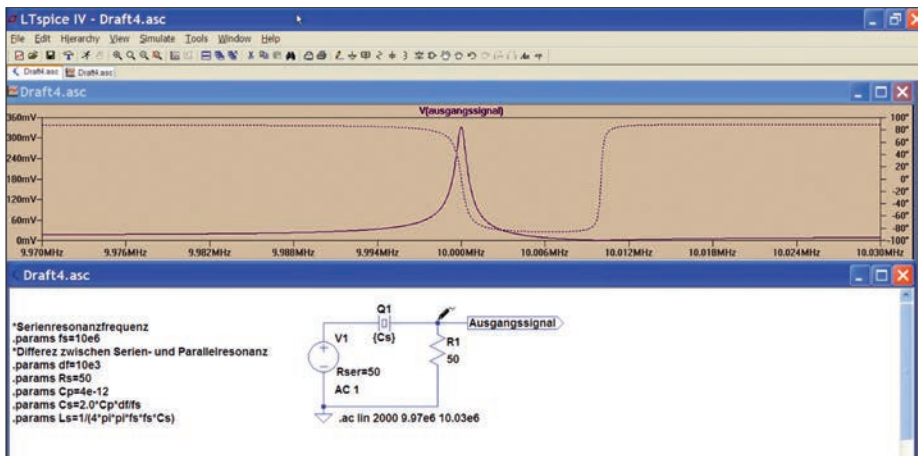 LTspice IV - Draft4.asc
File Edit Hierarchy View Simulate Tools Window Help
Draft4.asc Draft4.asc
Draft4.asc
V(ausgangssignal)
360mV
300mV
240mV
180mV
120mV
60mV
0mV
100°
80°
60°
40°
20°
0°
-20°
-40°
-60°
-80°
-100°
9.970MHz 9.976MHz 9.982MHz 9.988MHz 9.994MHz 10.000MHz 10.006MHz 10.012MHz 10.018MHz 10.024MHz 10.030MHz
Draft4.asc
*Serienresonanzfrequenz
.params fs=10e6
*Differez zwischen Serien- und Parallelresonanz
.params df=10e3
.params Rs=50
.params Cp=4e-12
.params Cs=2.0*Cp*df/fs
.params Ls=1/(4*pi*pi*fs*fs*Cs)
Q1
{Cs}
V1
Rser=50
AC 1
R1
50
Ausgangssignal
.ac lin 2000 9.97e6 10.03e6